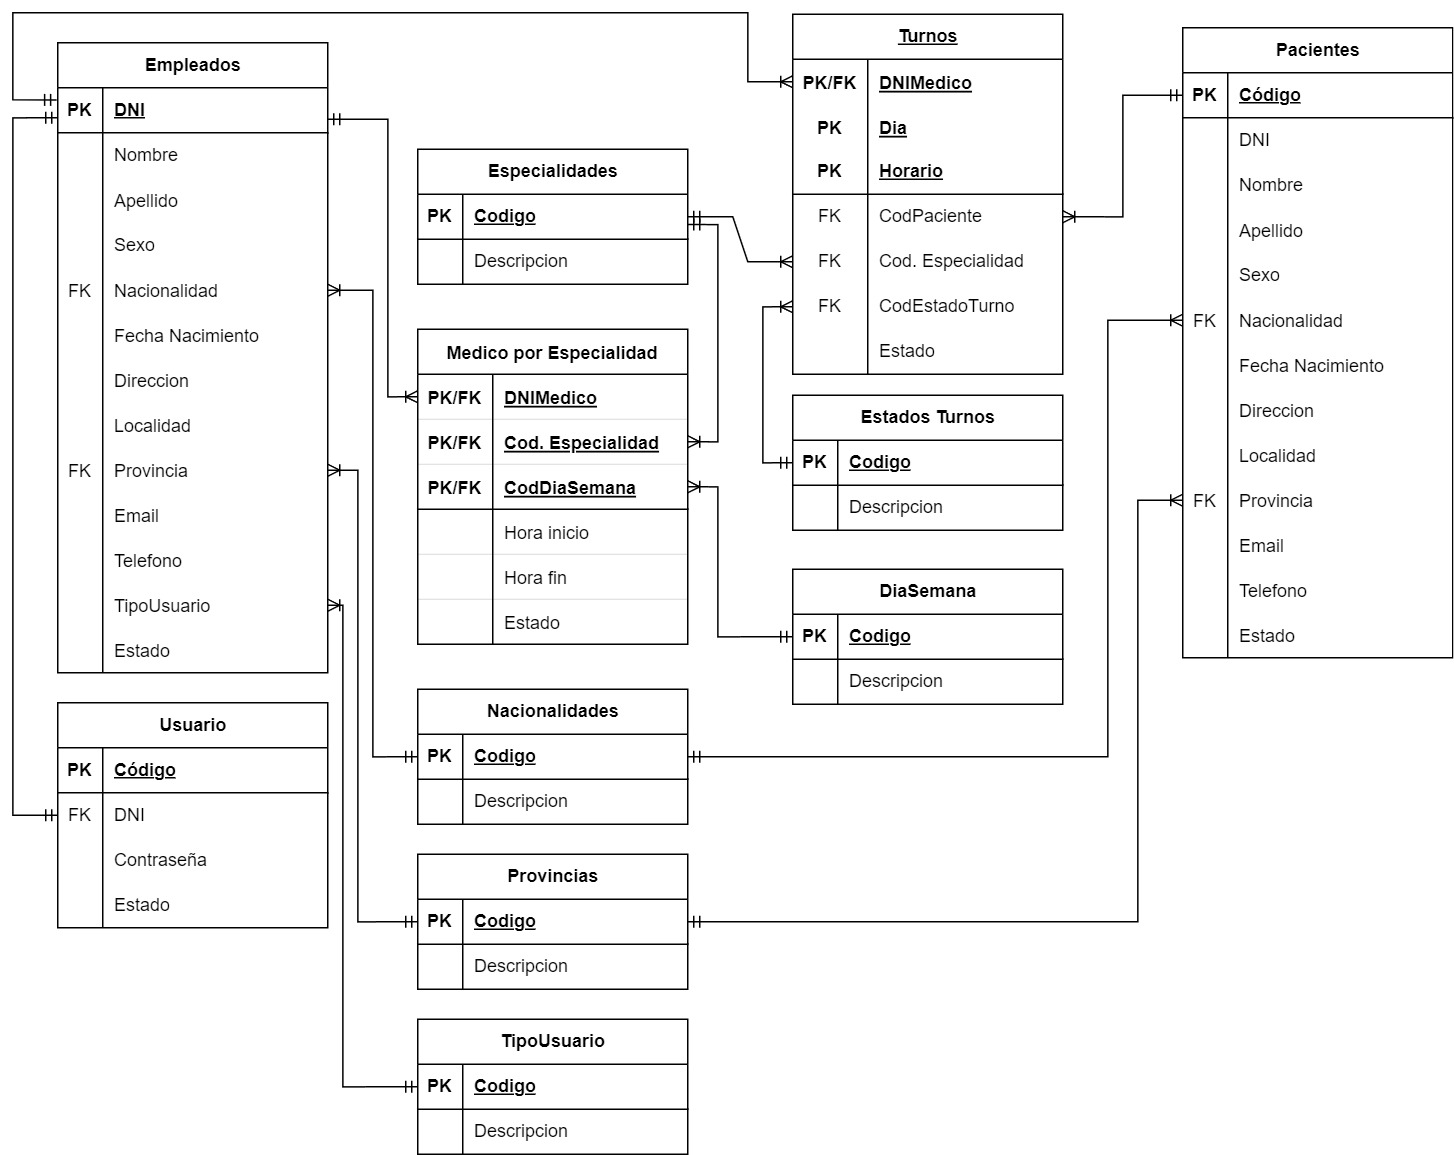 Empleados
PK DNI
Nombre
Apellido
Sexo
FK Nacionalidad
Fecha Nacimiento
Direccion
Localidad
FK Provincia
Email
Telefono
TipoUsuario
Estado
Usuario
PK Código
FK DNI
Contraseña
Estado
Especialidades
PK Codigo
Descripcion
Medico por Especialidad
PK/FK DNIMedico
PK/FK Cod. Especialidad
PK/FK CodDiaSemana
Hora inicio
Hora fin
Estado
Nacionalidades
PK Codigo
Descripcion
Provincias
PK Codigo
Descripcion
TipoUsuario
PK Codigo
Descripcion
Turnos
PK/FK DNIMedico
PK Dia
PK Horario
FK CodPaciente
FK Cod. Especialidad
FK CodEstadoTurno
Estado
Estados Turnos
PK Codigo
Descripcion
DiaSemana
PK Codigo
Descripcion
Pacientes
PK Código
DNI
Nombre
Apellido
Sexo
FK Nacionalidad
Fecha Nacimiento
Direccion
Localidad
FK Provincia
Email
Telefono
Estado